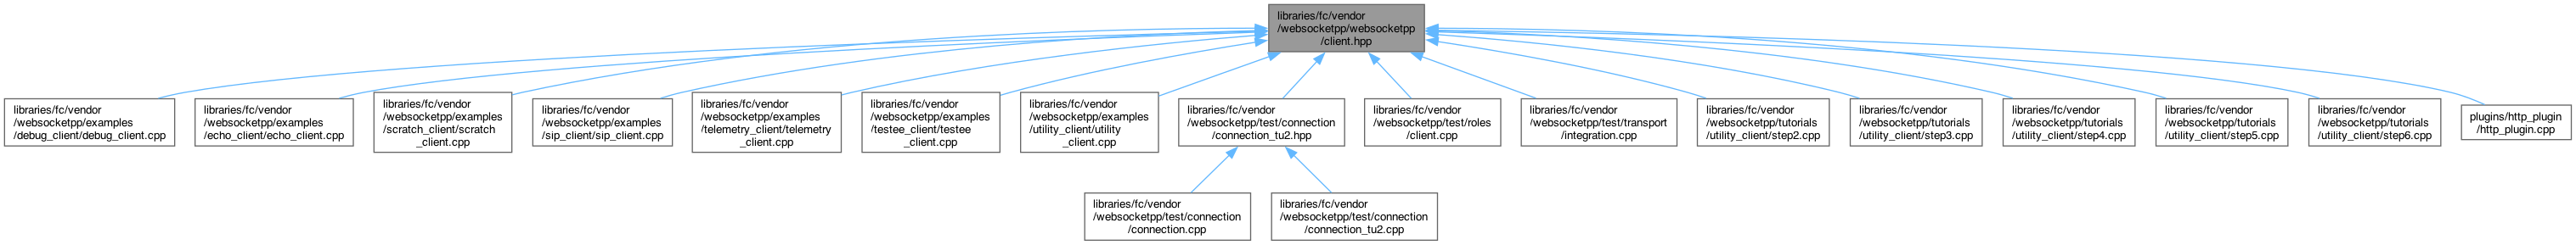 libraries/fc/vendor
/websocketpp/websocketpp
/client.hpp
libraries/fc/vendor
/websocketpp/examples
/debug_client/debug_client.cpp
libraries/fc/vendor
/websocketpp/examples
/echo_client/echo_client.cpp
libraries/fc/vendor
/websocketpp/examples
/scratch_client/scratch
_client.cpp
libraries/fc/vendor
/websocketpp/examples
/sip_client/sip_client.cpp
libraries/fc/vendor
/websocketpp/examples
/telemetry_client/telemetry
_client.cpp
libraries/fc/vendor
/websocketpp/examples
/testee_client/testee
_client.cpp
libraries/fc/vendor
/websocketpp/examples
/utility_client/utility
_client.cpp
libraries/fc/vendor
/websocketpp/test/connection
/connection_tu2.hpp
libraries/fc/vendor
/websocketpp/test/roles
/client.cpp
libraries/fc/vendor
/websocketpp/test/transport
/integration.cpp
libraries/fc/vendor
/websocketpp/tutorials
/utility_client/step2.cpp
libraries/fc/vendor
/websocketpp/tutorials
/utility_client/step3.cpp
libraries/fc/vendor
/websocketpp/tutorials
/utility_client/step4.cpp
libraries/fc/vendor
/websocketpp/tutorials
/utility_client/step5.cpp
libraries/fc/vendor
/websocketpp/tutorials
/utility_client/step6.cpp
plugins/http_plugin
/http_plugin.cpp
libraries/fc/vendor
/websocketpp/test/connection
/connection.cpp
libraries/fc/vendor
/websocketpp/test/connection
/connection_tu2.cpp